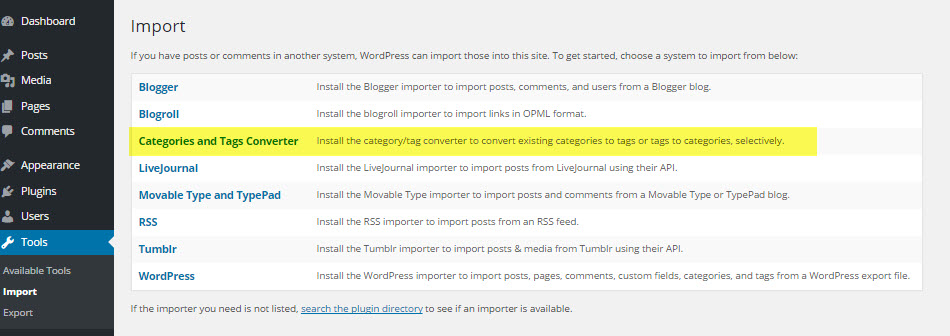 Dashboard
Posts
Media
Pages
Comments
Appearance
Plugins
Users
Tools
Available Tools
Import
Export
Import
If you have posts or comments in another system, WordPress can import those into this site. To get started, choose a system to import from below:
Blogger Install the Blogger importer to import posts, comments, and users from a Blogger blog.
Blogroll Install the blogroll importer to import links in OPML format.
Categories and Tags Converter Install the category/tag converter to convert existing categories to tags or tags to categories, selectively.
LiveJournal Install the LiveJournal importer to import posts from LiveJournal using their API.
Movable Type and TypePad Install the Movable Type importer to import posts and comments from a Movable Type or TypePad blog.
RSS Install the RSS importer to import posts from an RSS feed.
Tumblr Install the Tumblr importer to import posts & media from Tumblr using their API.
WordPress Install the WordPress importer to import posts, pages, comments, custom fields, categories, and tags from a WordPress export file.
If the importer you need is not listed, search the plugin directory to see if an importer is available.